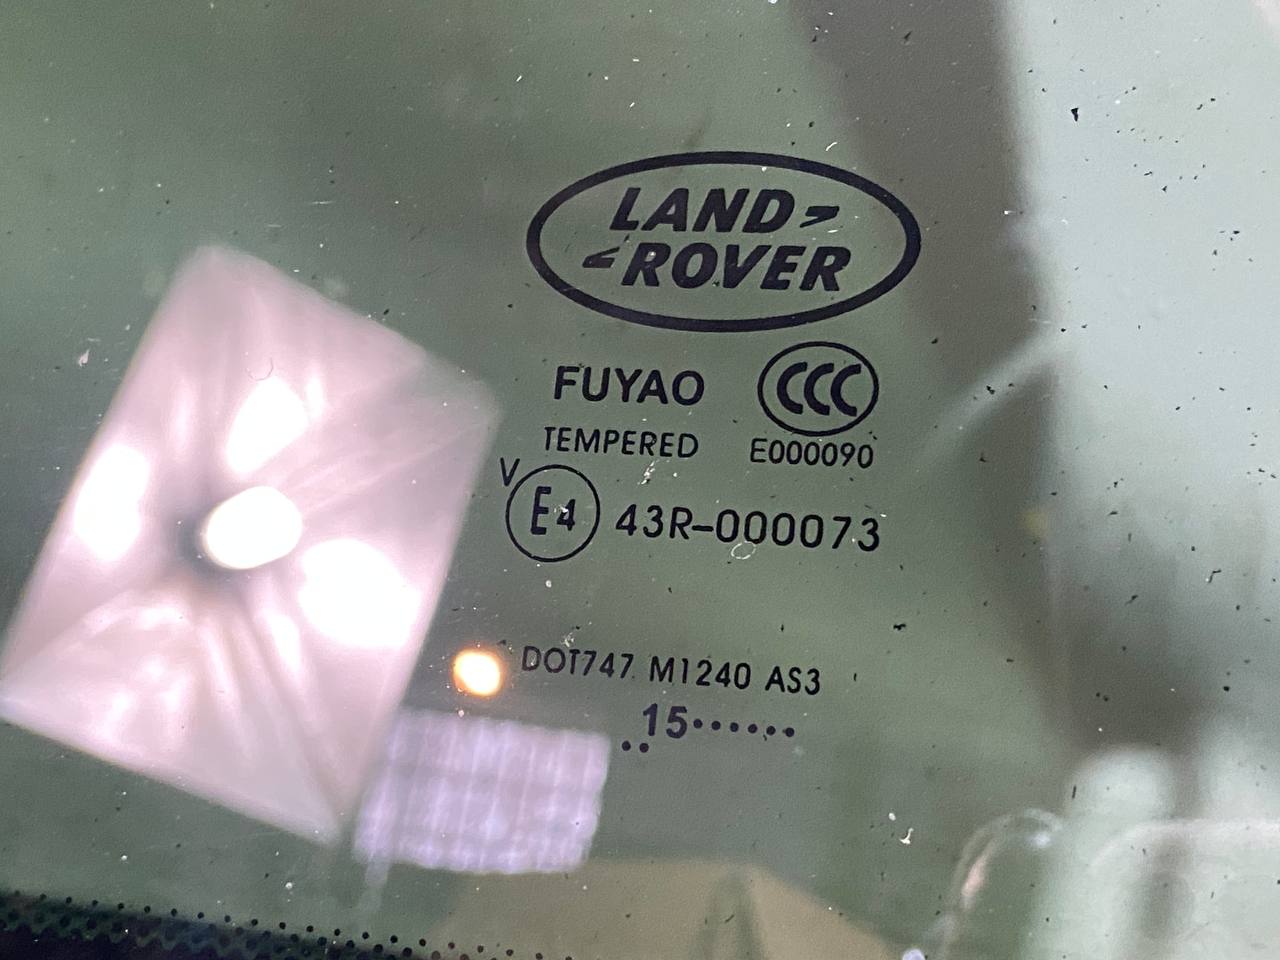 LAND
ROVER
FUYAO CCC
TEMPERED E000090
V E4 43R-000073
DOT747 M1240 AS3
..15......